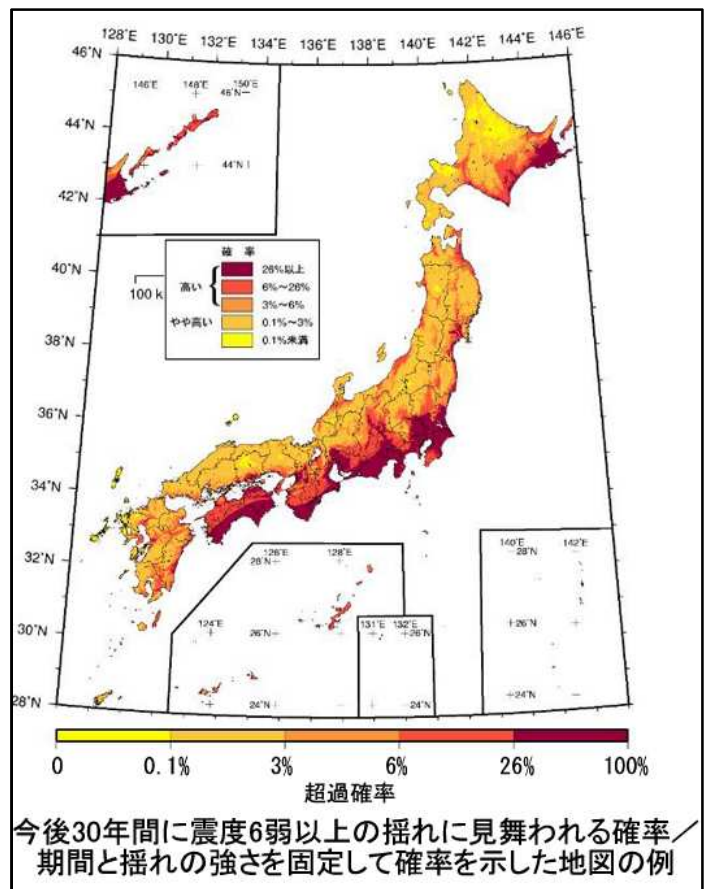 128°E 130°E 132°E 134°E 136°E 138°E 140°E 142°E 144°E 146°E
46°N
146°E 148°E 150°E
46°N
44°N
44°N
42°N
確 率
高い
26%以上
6%~26%
3%~6%
やや高い
0.1%~3%
0.1%未満
40°N
100 k
38°N
36°N
34°N
32°N
126°E 128°E
28°N
124°E
26°N
24°N
131°E 132°E
26°N
24°N
140°E 142°E
28°N
26°N
24°N
30°N
28°N
0 0.1% 3% 6% 26% 100%
超過確率
今後30年間に震度6弱以上の揺れに見舞われる確率/
期間と揺れの強さを固定して確率を示した地図の例